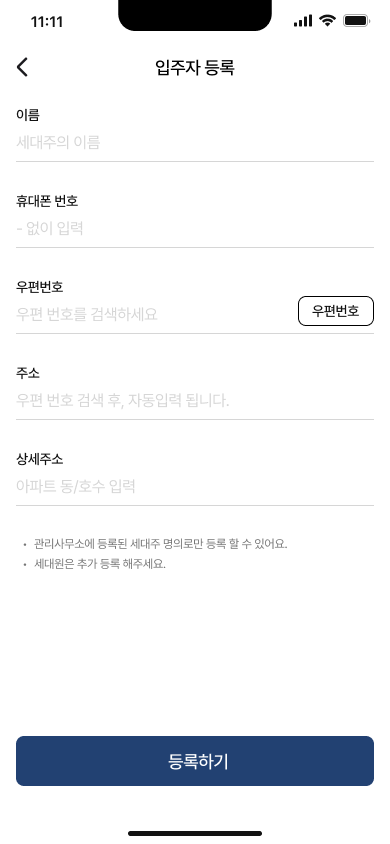 11:11
입주자 등록
이름
세대주의 이름
휴대폰 번호
- 없이 입력
우편번호
우편 번호를 검색하세요
우편번호
주소
우편 번호 검색 후, 자동입력 됩니다.
상세주소
아파트 동/호수 입력
• 관리사무소에 등록된 세대주 명의로만 등록 할 수 있어요.
• 세대원은 추가 등록 해주세요.
등록하기